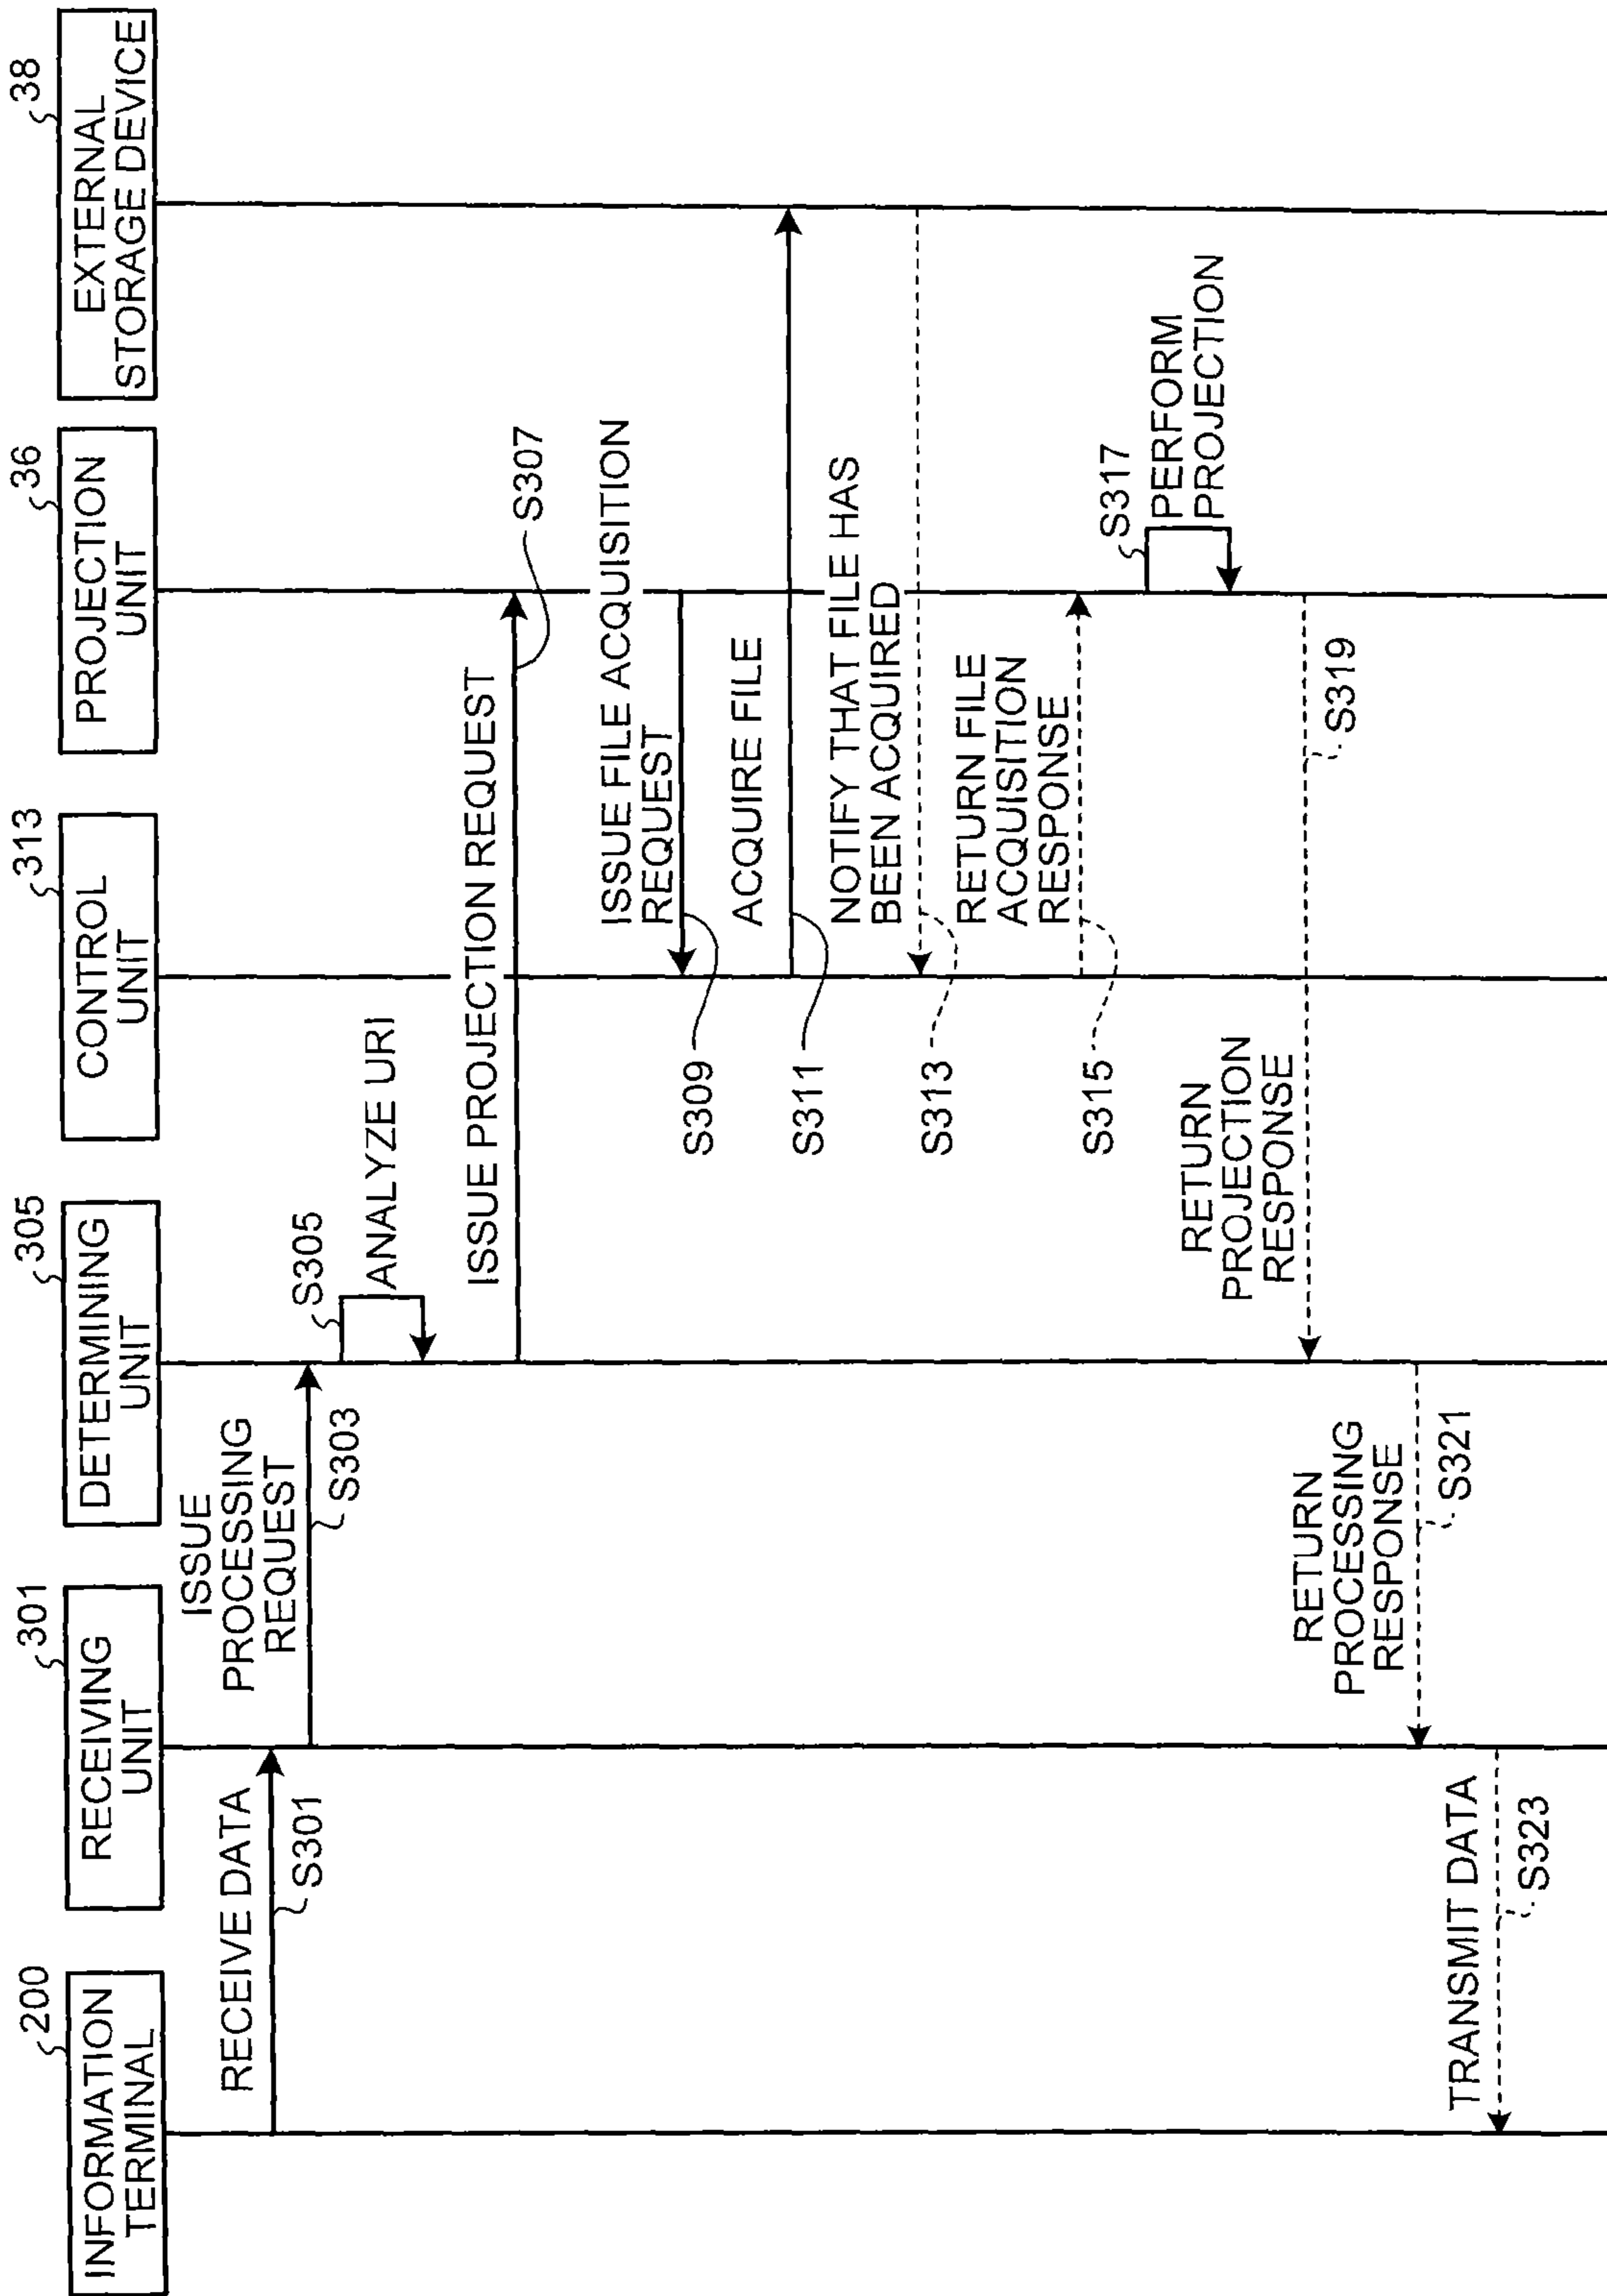 200
INFORMATION
TERMINAL
301
RECEIVING
UNIT
305
DETERMINING
UNIT
313
CONTROL
UNIT
36
PROJECTION
UNIT
38
EXTERNAL
STORAGE DEVICE
RECEIVE DATA
S301
ISSUE
PROCESSING
REQUEST
S303
S305
ANALYZE URI
ISSUE PROJECTION REQUEST
S307
ISSUE FILE ACQUISITION
REQUEST
S309
ACQUIRE FILE
S311
NOTIFY THAT FILE HAS
BEEN ACQUIRED
S313
RETURN FILE
ACQUISITION
RESPONSE
S315
S317
PERFORM
PROJECTION
RETURN
PROJECTION
RESPONSE
S319
RETURN
PROCESSING
RESPONSE
S321
TRANSMIT DATA
S323